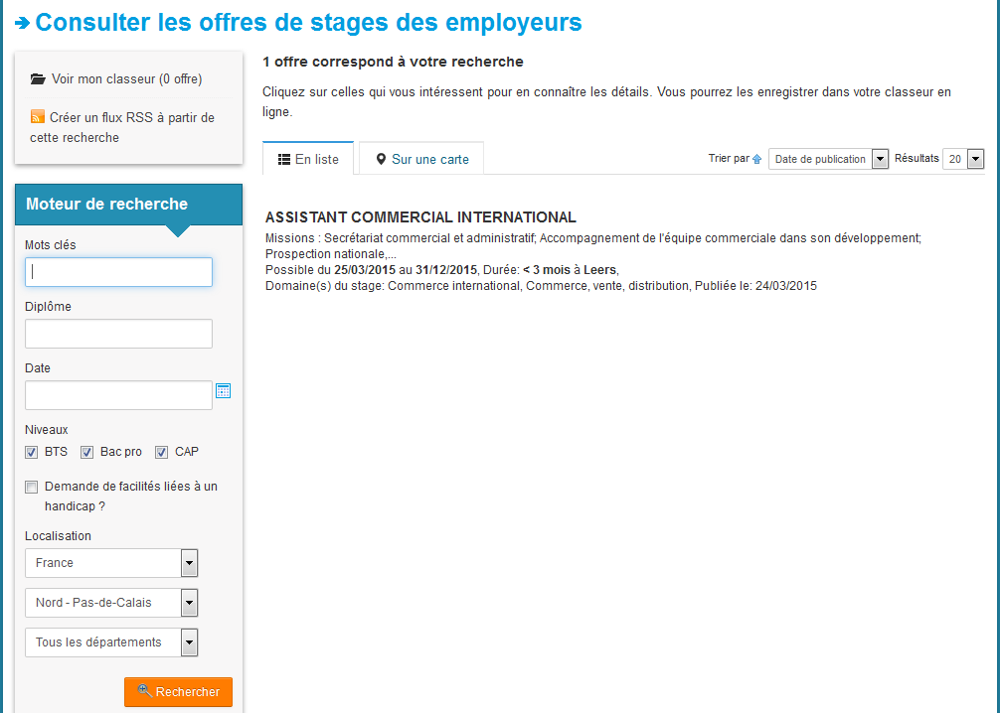 Consulter les offres de stages des employeurs
Voir mon classeur (0 offre)
Créer un flux RSS à partir de
cette recherche
Moteur de recherche
Mots clés
Diplôme
Date
Niveaux
BTS Bac pro CAP
Demande de facilités liées à un
handicap ?
Localisation
France
Nord - Pas-de-Calais
Tous les départements
Rechercher
1 offre correspond à votre recherche
Cliquez sur celles qui vous intéressent pour en connaître les détails. Vous pourrez les enregistrer dans votre classeur en
ligne.
En liste Sur une carte Trier par Date de publication Résultats 20
ASSISTANT COMMERCIAL INTERNATIONAL
Missions : Secrétariat commercial et administratif; Accompagnement de l'équipe commerciale dans son développement;
Prospection nationale,...
Possible du 25/03/2015 au 31/12/2015, Durée: < 3 mois à Leers,
Domaine(s) du stage: Commerce international, Commerce, vente, distribution, Publiée le: 24/03/2015